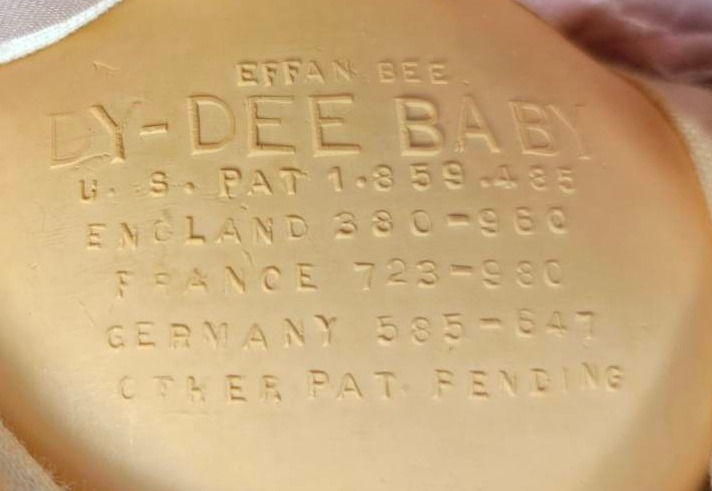 EFFAN BEE
DY-DEE BABY
U. S. PAT 1.859.485
ENGLAND 380-960
FRANCE 723-980
GERMANY 585-647
OTHER PAT. PENDING